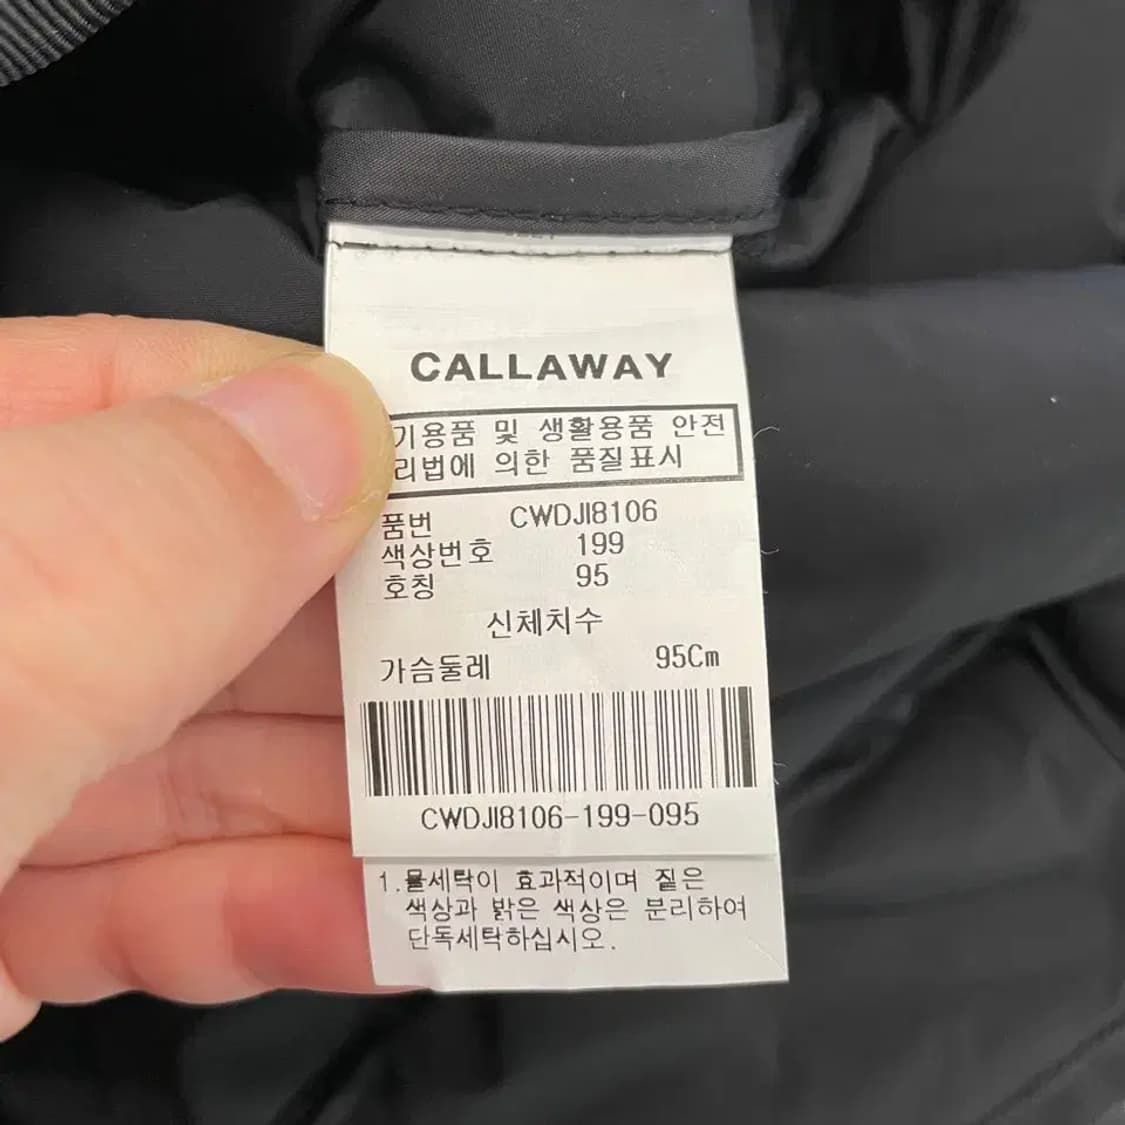 CALLAWAY
기용품 및 생활용품 안전
리법에 의한 품질표시
품번 CWDJI8106
색상번호 199
호칭 95
신체치수
가슴둘레 95Cm
CWDJI8106-199-095
1.물세탁이 효과적이며 짙은
색상과 밝은 색상은 분리하여
단독세탁하십시오.